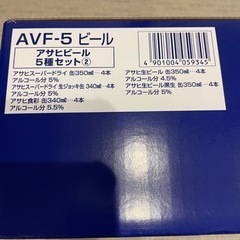 AVF-5 ビール
アサヒビール
5種セット②
4901004059345
アサヒスーパードライ 缶350㎖…4本
アルコール分 5%
アサヒスーパードライ 生ジョッキ缶 340㎖…4本
アルコール分 5%
アサヒ食彩 缶340㎖…4本
アルコール分 5.5%
アサヒ生ビール 缶350㎖…4本
アルコール分 4.5%
アサヒ生ビール黒生 缶350㎖…4本
アルコール分 5%